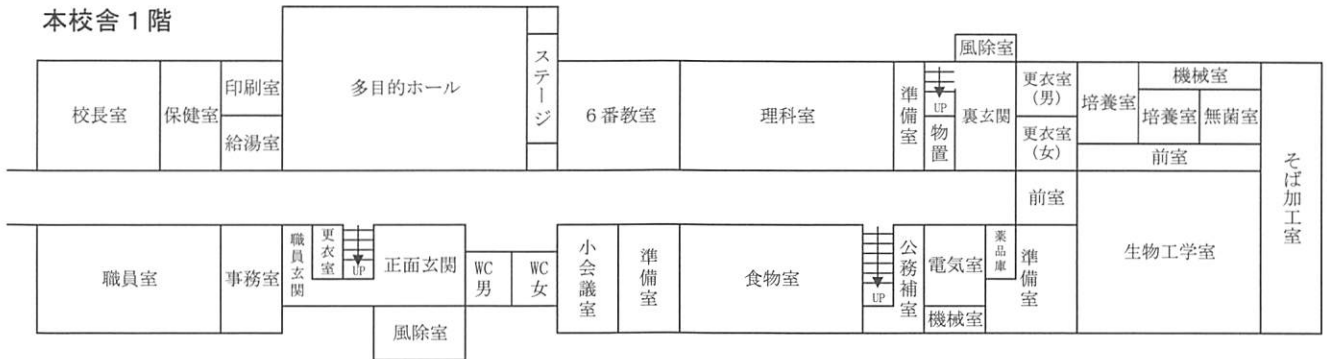 本校舎1階
風除室
校長室
保健室
印刷室
給湯室
多目的ホール
ステージ
6番教室
理科室
準備室
UP
物置
裏玄関
更衣室
(男)
更衣室
(女)
培養室
機械室
培養室
無菌室
前室
そば加工室
前室
職員室
事務室
職員玄関
更衣室
UP
正面玄関
WC
男
WC
女
小会議室
準備室
食物室
UP
公務補室
電気室
薬品庫
準備室
生物工学室
機械室
風除室